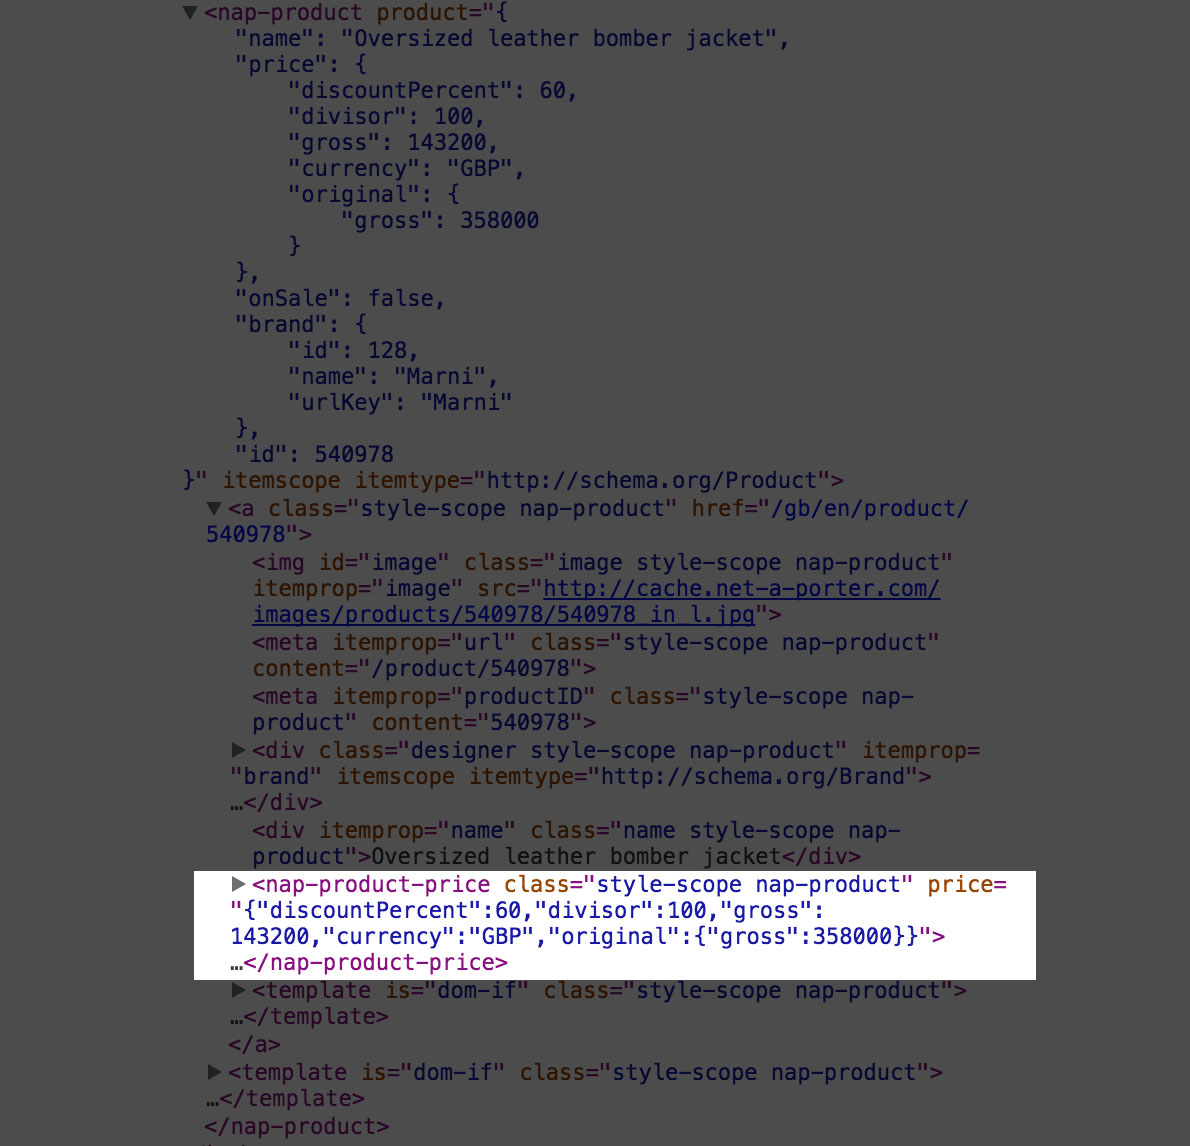 ▼<nap-product product="{
"name": "Oversized leather bomber jacket",
"price": {
"discountPercent": 60,
"divisor": 100,
"gross": 143200,
"currency": "GBP",
"original": {
"gross": 358000
}
},
"onSale": false,
"brand": {
"id": 128,
"name": "Marni",
"urlKey": "Marni"
},
"id": 540978
}" itemscope itemtype="http://schema.org/Product">
▼<a class="style-scope nap-product" href="/gb/en/product/
540978">
<img id="image" class="image style-scope nap-product"
itemprop="image" src="http://cache.net-a-porter.com/
images/products/540978/540978_in_l.jpg">
<meta itemprop="url" class="style-scope nap-product"
content="/product/540978">
<meta itemprop="productID" class="style-scope nap-
product" content="540978">
▶<div class="designer style-scope nap-product" itemprop=
"brand" itemscope itemtype="http://schema.org/Brand">
…</div>
<div itemprop="name" class="name style-scope nap-
product">Oversized leather bomber jacket</div>
▶<nap-product-price class="style-scope nap-product" price=
"{"discountPercent":60,"divisor":100,"gross":
143200,"currency":"GBP","original":{"gross":358000}}">
…</nap-product-price>
▶<template is="dom-if" class="style-scope nap-product">
…</template>
</a>
▶<template is="dom-if" class="style-scope nap-product">
…</template>
</nap-product>